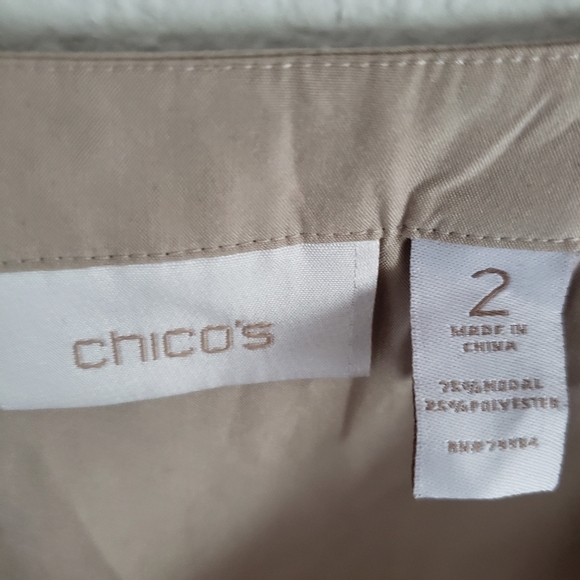 chico's
2
MADE IN
CHINA
75% MODAL
25% POLYESTER